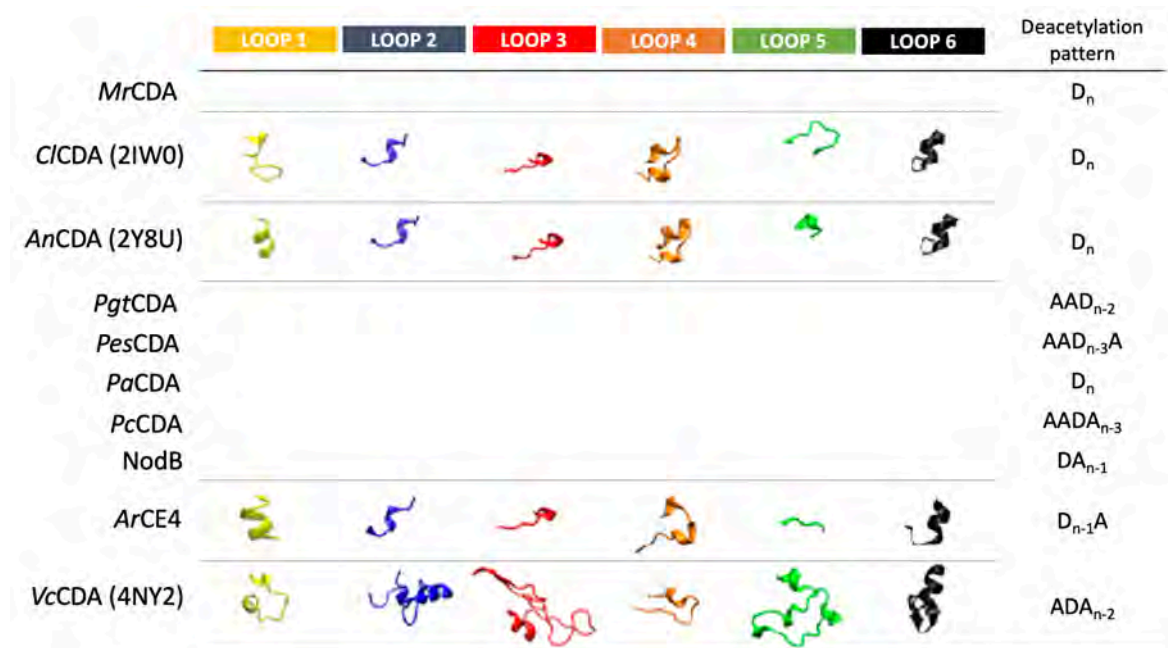 LOOP 1 LOOP 2 LOOP 3 LOOP 4 LOOP 5 LOOP 6 Deacetylation
pattern
MrCDA Dn
ClCDA (2IW0) Dn
AnCDA (2Y8U) Dn
PgtCDA AADn-2
PesCDA AADn-3A
PaCDA Dn
PcCDA AADAn-3
NodB DAn-1
ArCE4 Dn-1A
VcCDA (4NY2) ADAn-2